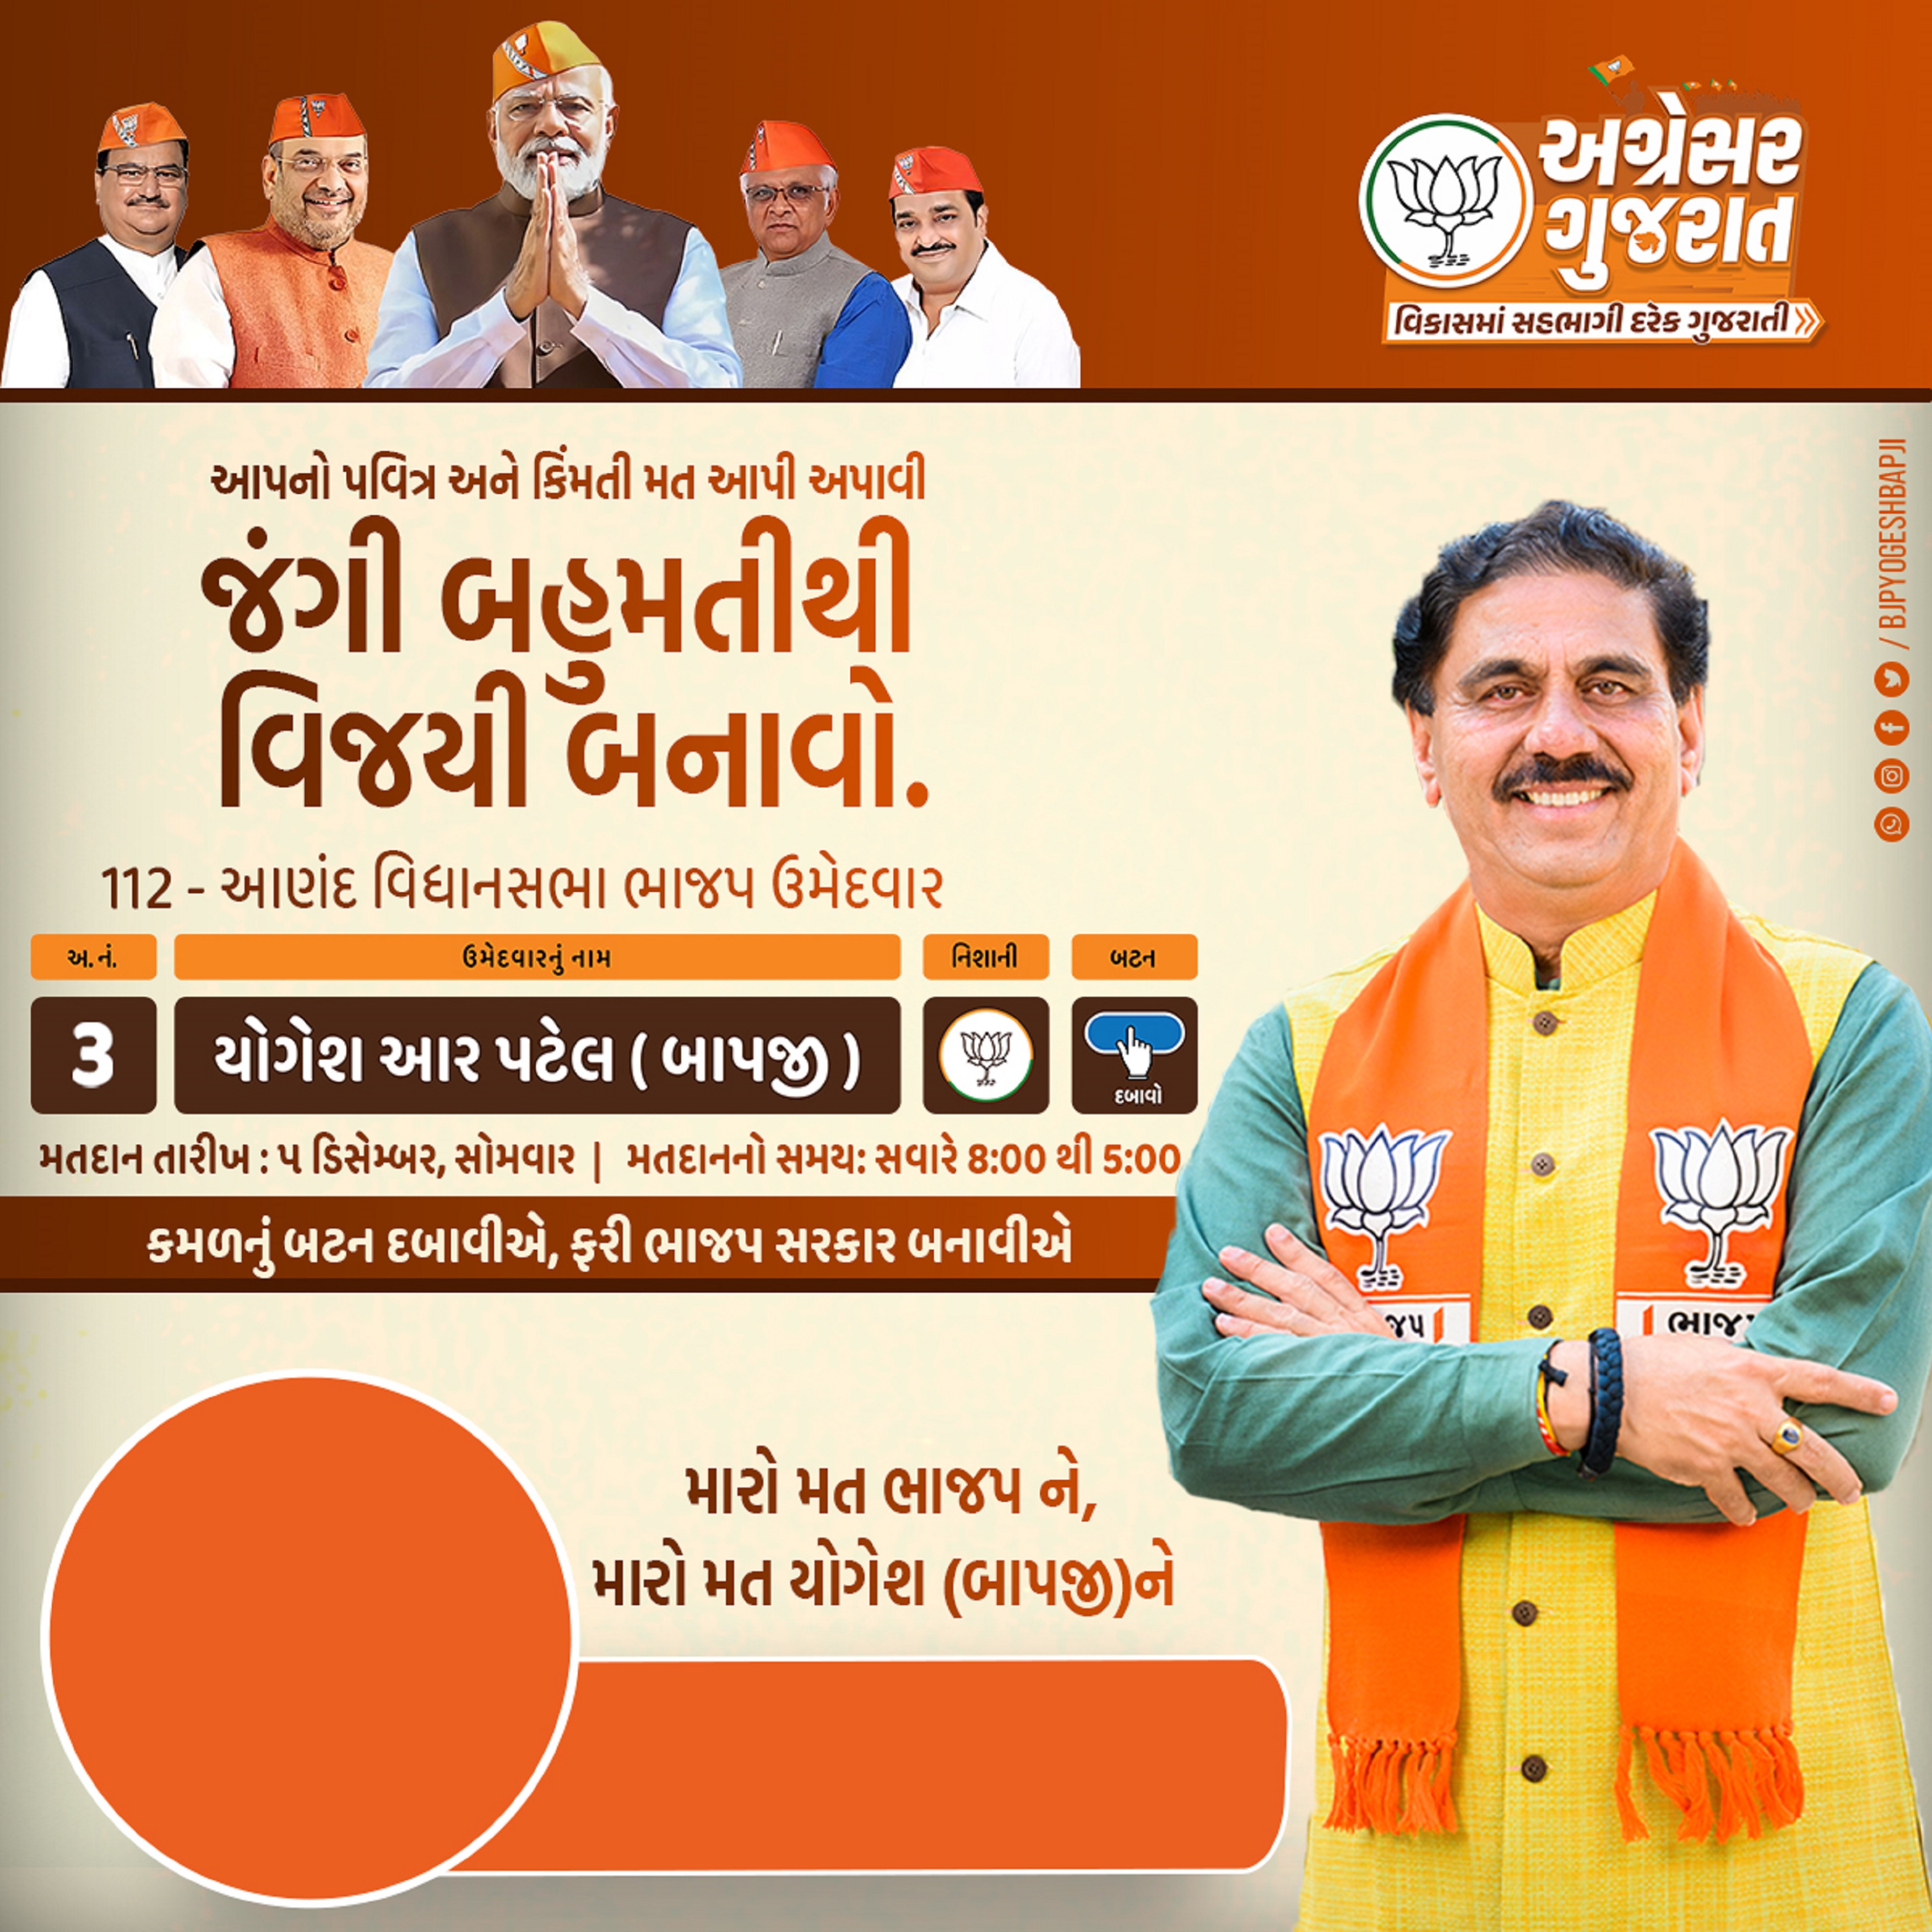 અગ્રેસર
ગુજરાત
વિકાસમાં સહભાગી દરેક ગુજરાતી
આપનો પવિત્ર અને કિંમતી મત આપી અપાવી
જંગી બહુમતીથી
વિજયી બનાવો.
112 - આણંદ વિધાનસભા ભાજપ ઉમેદવાર
અ. નં. ઉમેદવારનું નામ નિશાની બટન
3 યોગેશ આર પટેલ ( બાપજી )
દબાવો
મતદાન તારીખ : ૫ ડિસેમ્બર, સોમવાર | મતદાનનો સમય: સવારે 8:00 થી 5:00
કમળનું બટન દબાવીએ, ફરી ભાજપ સરકાર બનાવીએ
મારો મત ભાજપ ને,
મારો મત યોગેશ (બાપજી)ને
/ BJPYOGESHBAPJI
જપ
ભાજ